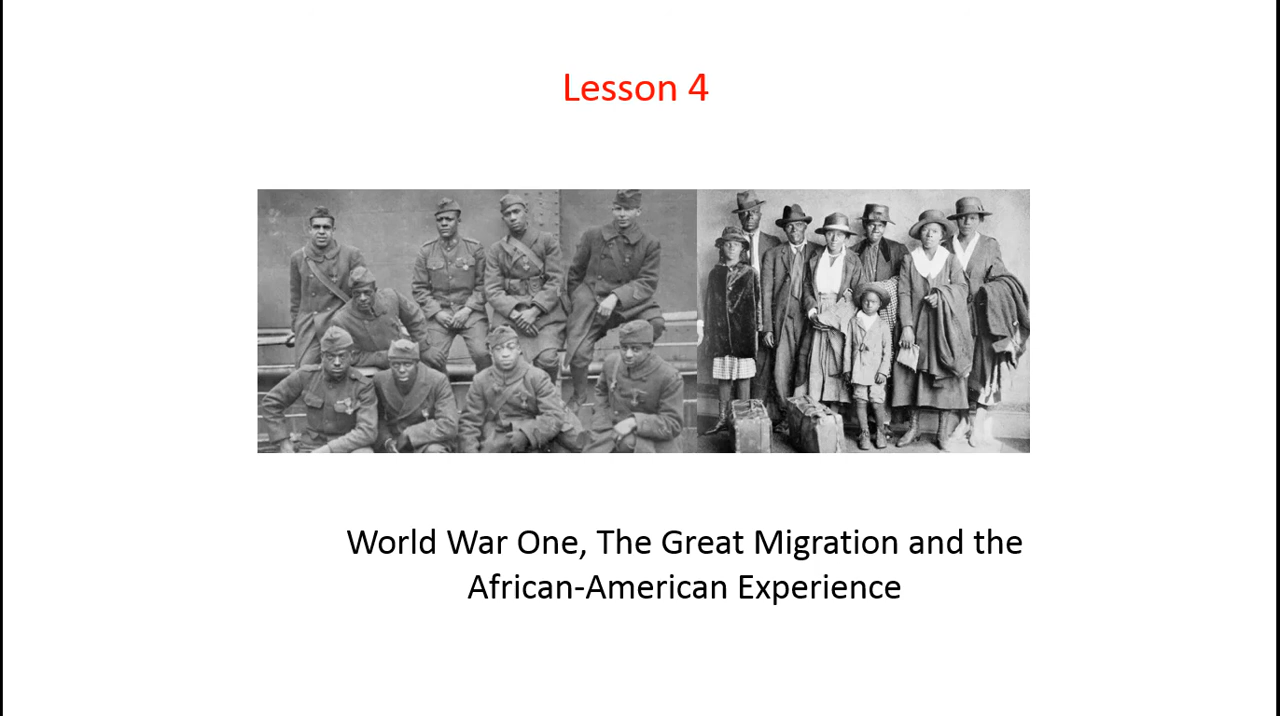 Lesson 4
World War One, The Great Migration and the
African-American Experience